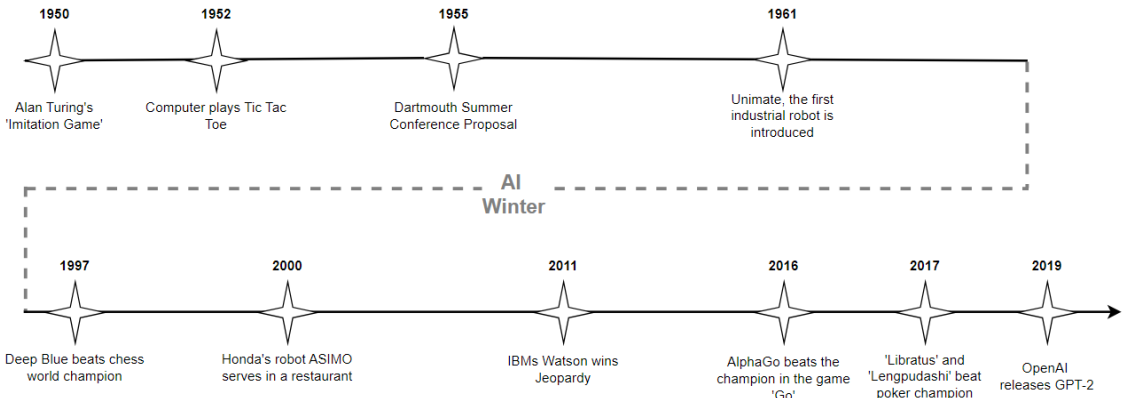 1950
1952
1955
1961
Alan Turing's
'Imitation Game'
Computer plays Tic Tac
Toe
Dartmouth Summer
Conference Proposal
Unimate, the first
industrial robot is
introduced
AI
Winter
1997
2000
2011
2016
2017
2019
Deep Blue beats chess
world champion
Honda's robot ASIMO
serves in a restaurant
IBMs Watson wins
Jeopardy
AlphaGo beats the
champion in the game
'Go'
'Libratus' and
'Lengpudashi' beat
poker champion
OpenAI
releases GPT-2